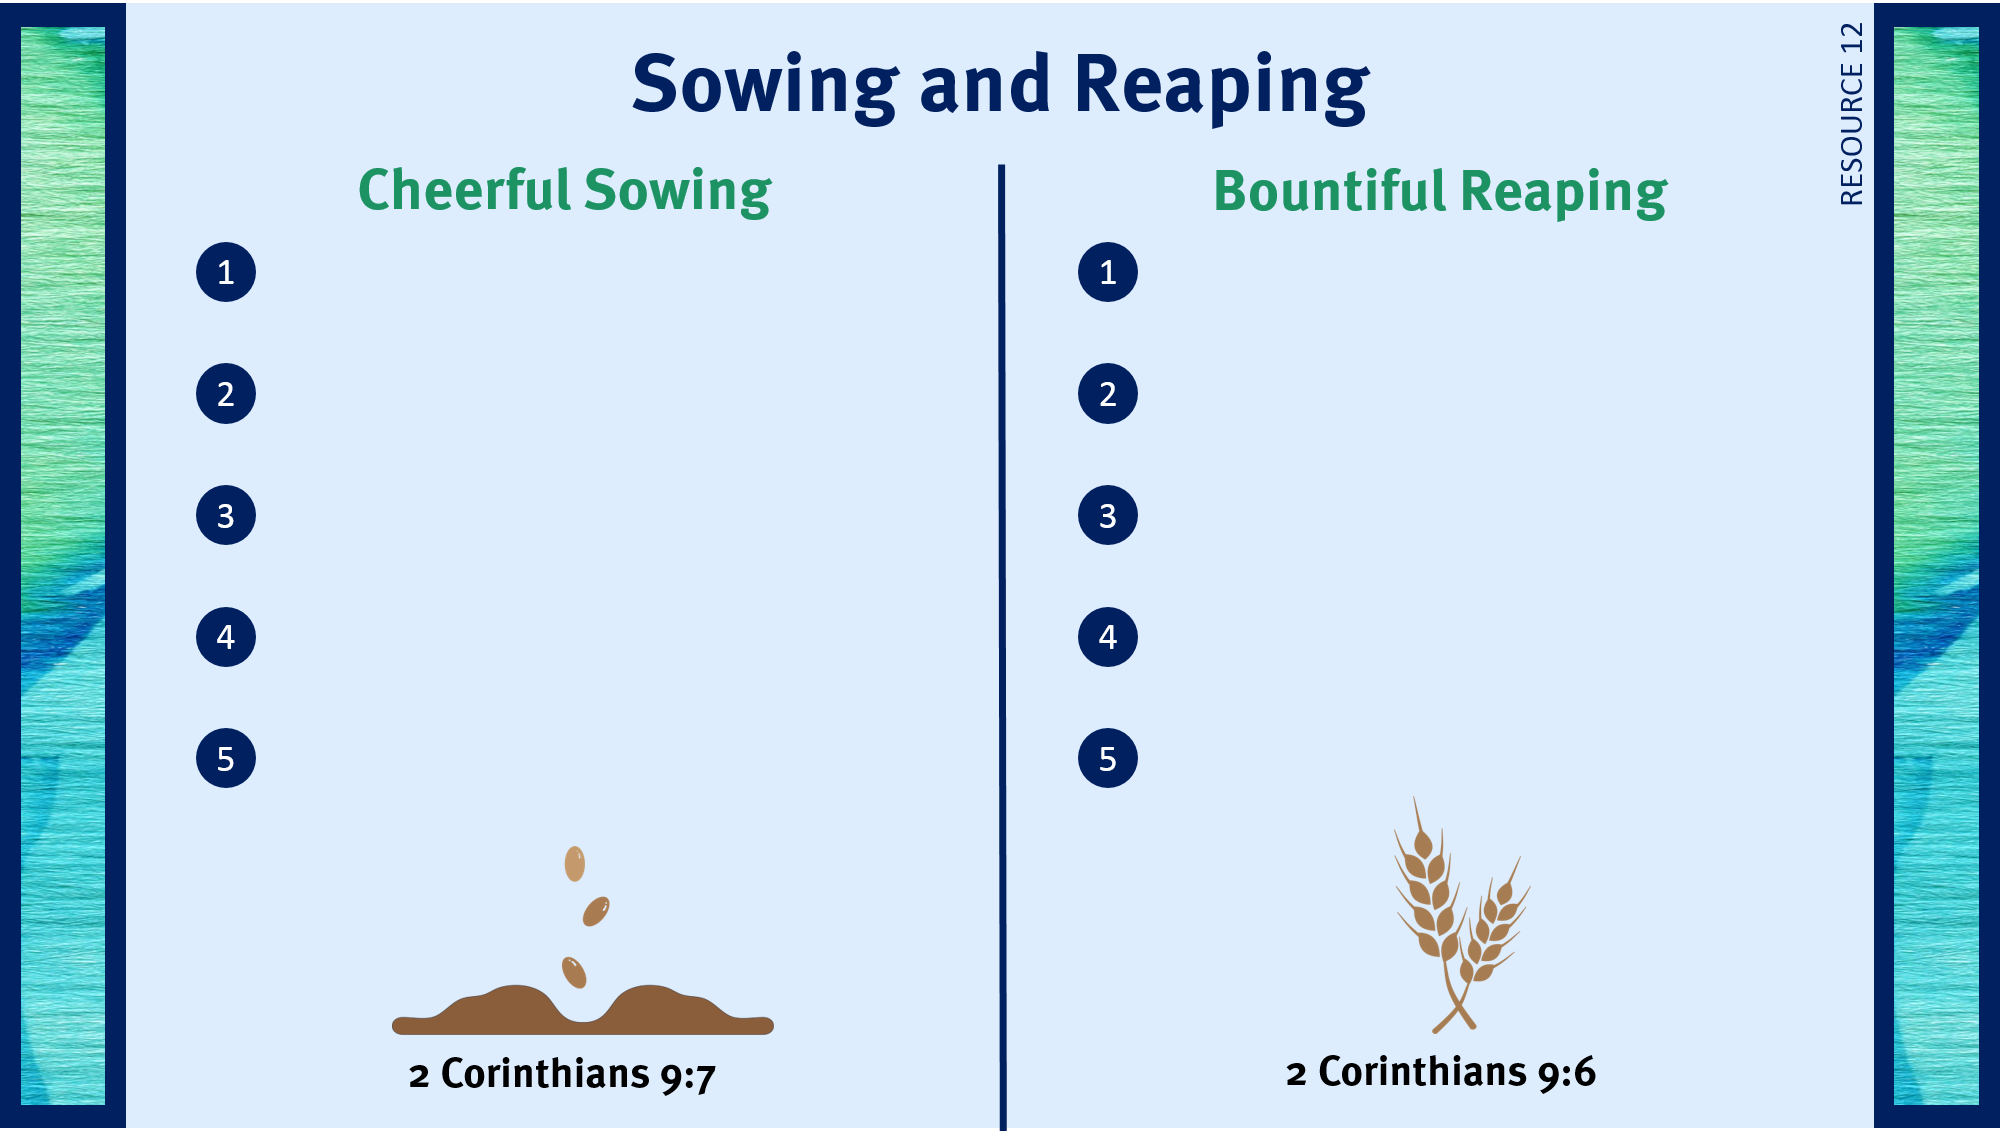 Sowing and Reaping
RESOURCE 12
Cheerful Sowing
1
2
3
4
5
2 Corinthians 9:7
Bountiful Reaping
1
2
3
4
5
2 Corinthians 9:6